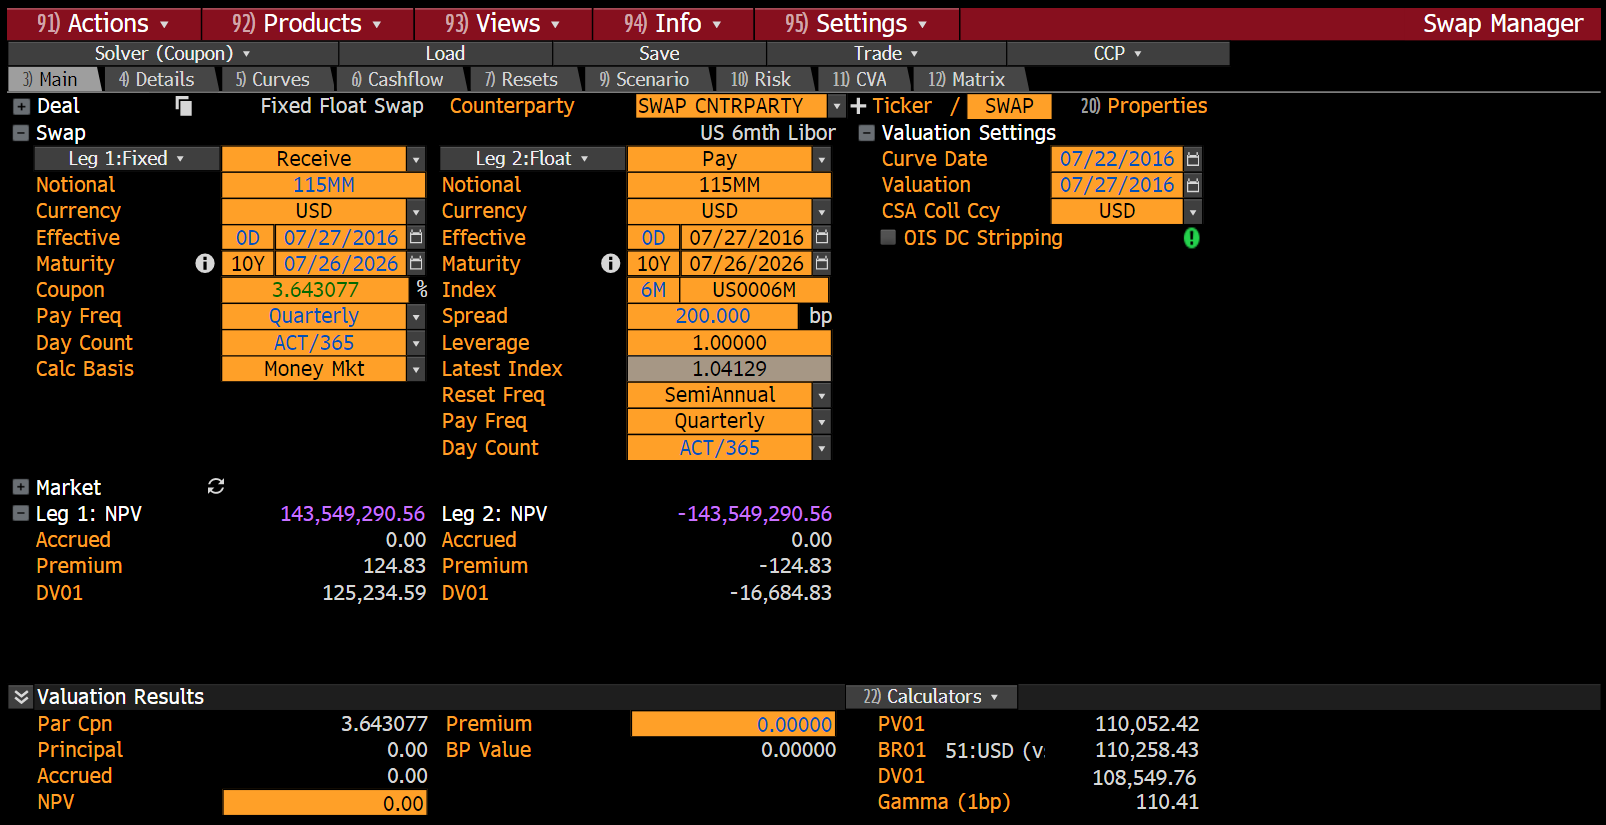 91) Actions 92) Products 93) Views 94) Info 95) Settings Swap Manager
Solver (Coupon) Load Save Trade CCP
3) Main 4) Details 5) Curves 6) Cashflow 7) Resets 9) Scenario 10) Risk 11) CVA 12) Matrix
Deal Fixed Float Swap Counterparty SWAP CNTRPARTY Ticker / SWAP 20) Properties
Swap US 6mth Libor Valuation Settings
Leg 1:Fixed Receive Leg 2:Float Pay Curve Date 07/22/2016
Notional 115MM Notional 115MM Valuation 07/27/2016
Currency USD Currency USD CSA Coll Ccy USD
Effective 0D 07/27/2016 Effective 0D 07/27/2016 OIS DC Stripping
Maturity 10Y 07/26/2026 Maturity 10Y 07/26/2026
Coupon 3.643077 % Index 6M US0006M
Pay Freq Quarterly Spread 200.000 bp
Day Count ACT/365 Leverage 1.00000
Calc Basis Money Mkt Latest Index 1.04129
Reset Freq SemiAnnual
Pay Freq Quarterly
Day Count ACT/365
Market
Leg 1: NPV 143,549,290.56 Leg 2: NPV -143,549,290.56
Accrued 0.00 Accrued 0.00
Premium 124.83 Premium -124.83
DV01 125,234.59 DV01 -16,684.83
Valuation Results 22) Calculators
Par Cpn 3.643077 Premium 0.00000 PV01 110,052.42
Principal 0.00 BP Value 0.00000 BR01 51:USD (v 110,258.43
Accrued 0.00 DV01 108,549.76
NPV 0.00 Gamma (1bp) 110.41